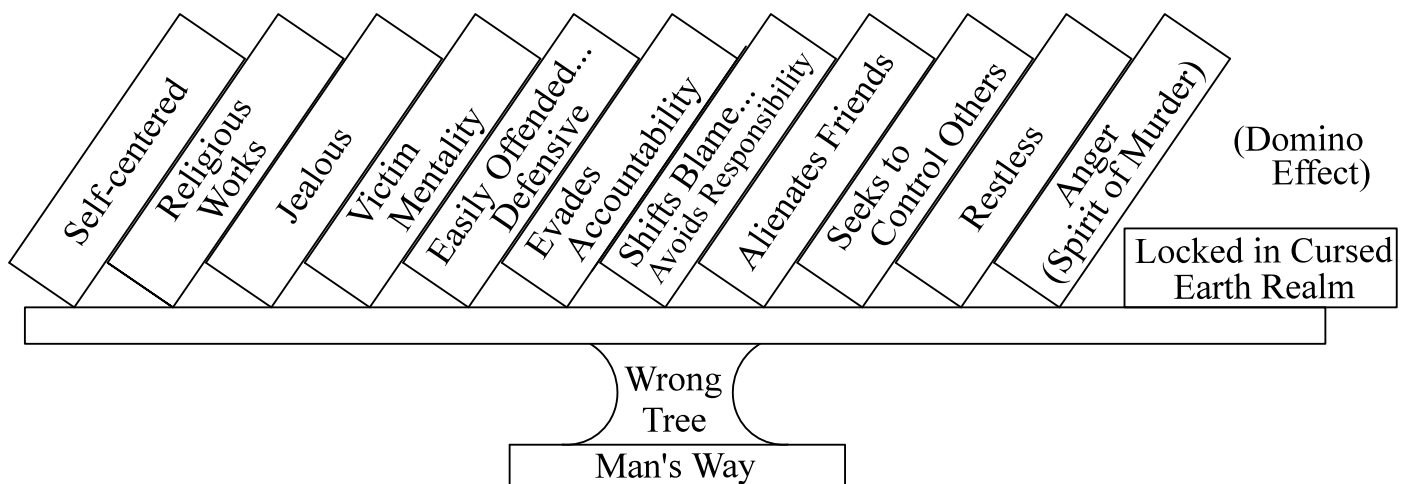 Self-centered
Religious
Works
Jealous
Victim
Mentality
Easily Offended...
Defensive
Evades
Accountability
Shifts Blame...
Avoids Responsibility
Alienates Friends
Seeks to
Control Others
Restless
Anger
(Spirit of Murder)
(Domino
Effect)
Locked in Cursed
Earth Realm
Wrong
Tree
Man's Way